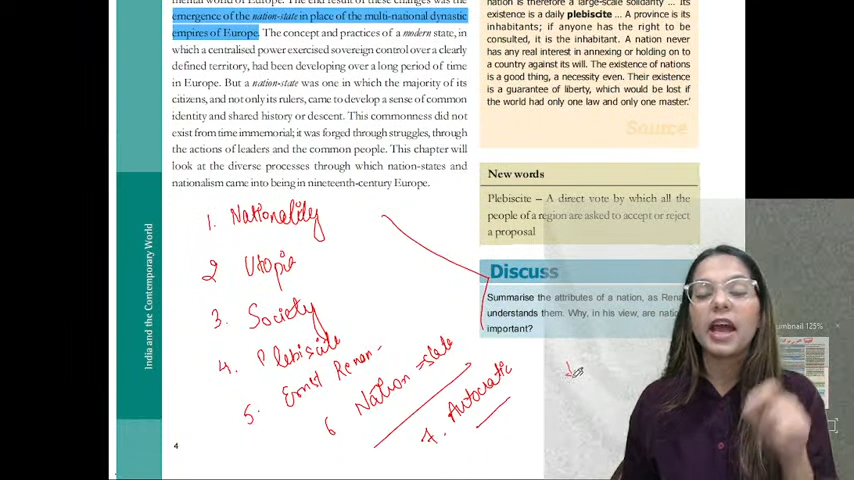 emergence of the nation-state in place of the multi-national dynastic
empires of Europe. The concept and practices of a modern state, in
which a centralised power exercised sovereign control over a clearly
defined territory, had been developing over a long period of time
in Europe. But a nation-state was one in which the majority of its
citizens, and not only its rulers, came to develop a sense of common
identity and shared history or descent. This commonness did not
exist from time immemorial; it was forged through struggles, through
the actions of leaders and the common people. This chapter will
look at the diverse processes through which nation-states and
nationalism came into being in nineteenth-century Europe.
1. Nationality
2 Utopia
3. Society
4. Plebiscite
5. Ernst Renan -
6 Nation = state
7. Autocratic
4
India and the Contemporary World
nation is therefore a large-scale solidarity ... Its
existence is a daily plebiscite ... A province is its
inhabitants; if anyone has the right to be
consulted, it is the inhabitant. A nation never
has any real interest in annexing or holding on to
a country against its will. The existence of nations
is a good thing, a necessity even. Their existence
is a guarantee of liberty, which would be lost if
the world had only one law and only one master.'
Source
New words
Plebiscite – A direct vote by which all the
people of a region are asked to accept or reject
a proposal
Discuss
Summarise the attributes of a nation, as Rena
understands them. Why, in his view, are nati
important?
umbnail 125%